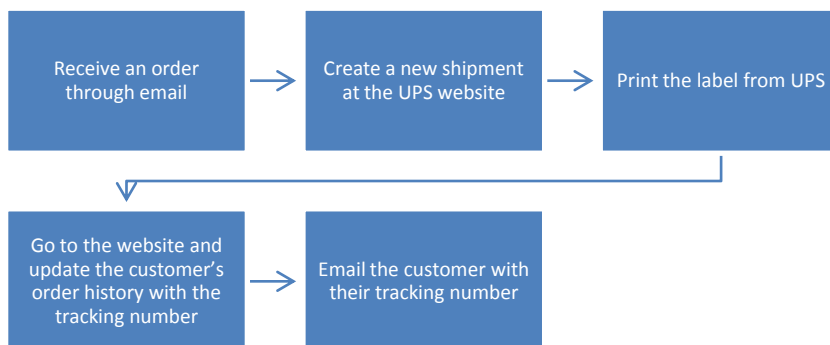 Receive an order
through email
Create a new shipment
at the UPS website
Print the label from UPS
Go to the website and
update the customer’s
order history with the
tracking number
Email the customer with
their tracking number